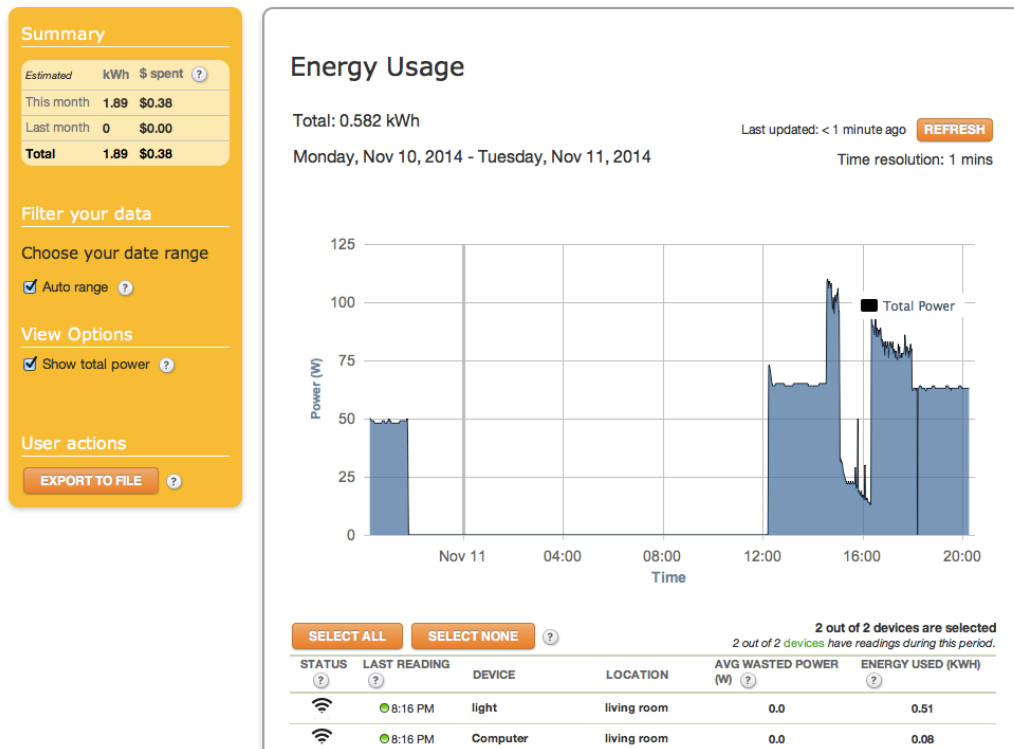 Summary
Estimated kWh $ spent ?
This month 1.89 $0.38
Last month 0 $0.00
Total 1.89 $0.38
Filter your data
Choose your date range
Auto range ?
View Options
Show total power ?
User actions
EXPORT TO FILE ?
Energy Usage
Total: 0.582 kWh
Last updated: < 1 minute ago REFRESH
Monday, Nov 10, 2014 - Tuesday, Nov 11, 2014
Time resolution: 1 mins
125
100
75
50
25
0
Power (W)
Total Power
Nov 11 04:00 08:00 12:00 16:00 20:00
Time
SELECT ALL SELECT NONE ?
2 out of 2 devices are selected
2 out of 2 devices have readings during this period.
STATUS ? LAST READING ? DEVICE LOCATION AVG WASTED POWER (W) ? ENERGY USED (KWH) ?
8:16 PM light living room 0.0 0.51
8:16 PM Computer living room 0.0 0.08